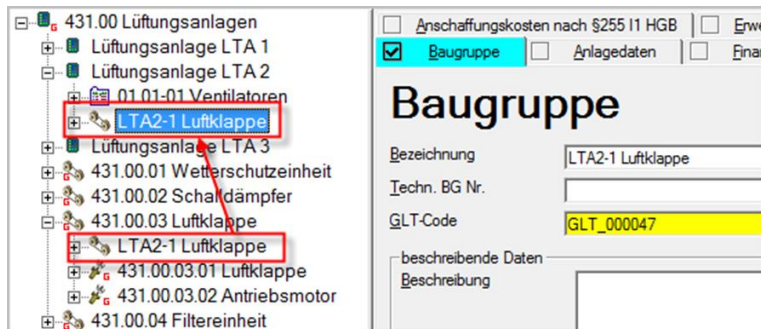 431.00 Lüftungsanlagen
Lüftungsanlage LTA 1
Lüftungsanlage LTA 2
01.01-01 Ventilatoren
LTA2-1 Luftklappe
Lüftungsanlage LTA 3
431.00.01 Wetterschutzeinheit
431.00.02 Schalldämpfer
431.00.03 Luftklappe
LTA2-1 Luftklappe
431.00.03.01 Luftklappe
431.00.03.02 Antriebsmotor
431.00.04 Filtereinheit
Anschaffungskosten nach §255 I1 HGB Erwe
Baugruppe Anlagedaten Finan
Baugruppe
Bezeichnung LTA2-1 Luftklappe
Techn. BG Nr.
GLT-Code GLT_000047
beschreibende Daten
Beschreibung